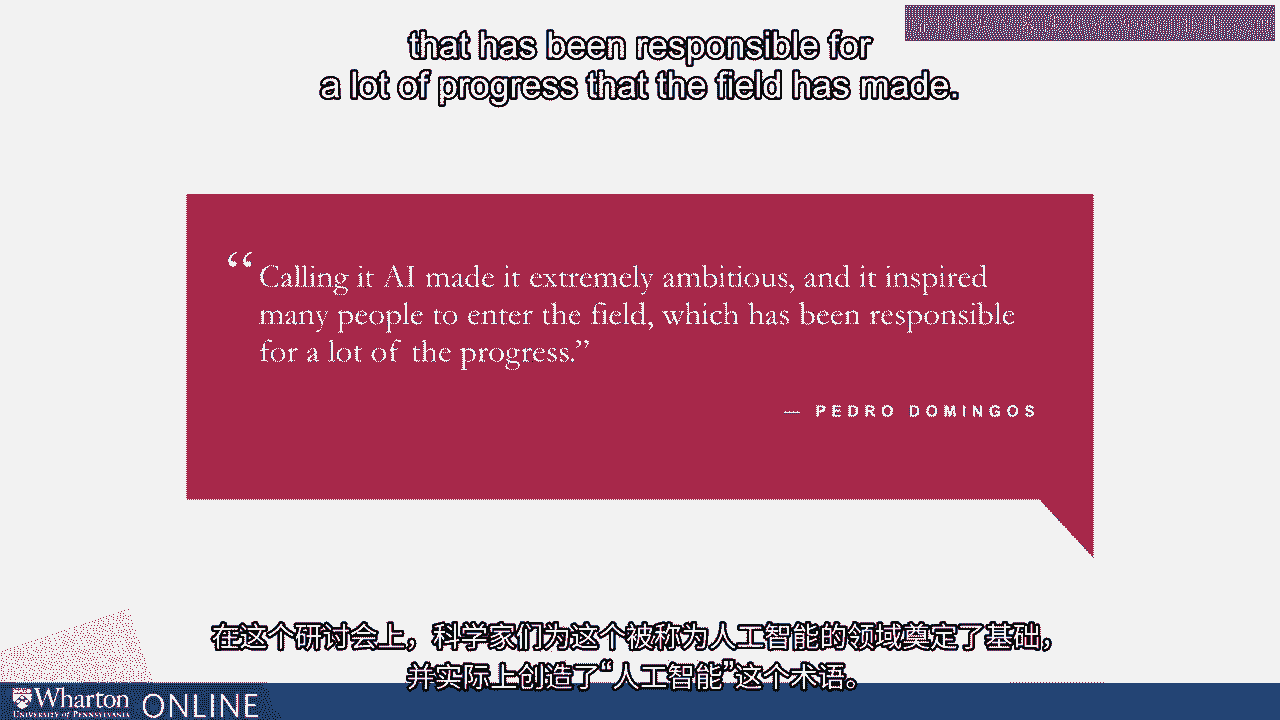 that has been responsible for
a lot of progress that the field has made.
“Calling it AI made it extremely ambitious, and it inspired
many people to enter the field, which has been responsible
for a lot of the progress.”
— PEDRO DOMINGOS
在这个研讨会上，科学家们为这个被称为人工智能的领域奠定了基础，
并实际上创造了“人工智能”这个术语。
Wharton
UNIVERSITY of PENNSYLVANIA
ONLINE